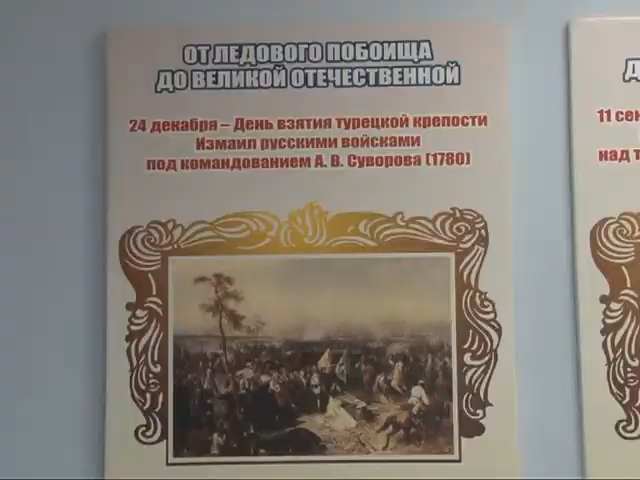 ОТ ЛЕДОВОГО ПОБОИЩА
ДО ВЕЛИКОЙ ОТЕЧЕСТВЕННОЙ
24 декабря – День взятия турецкой крепости
Измаил русскими войсками
под командованием А. В. Суворова (1780)
11
над